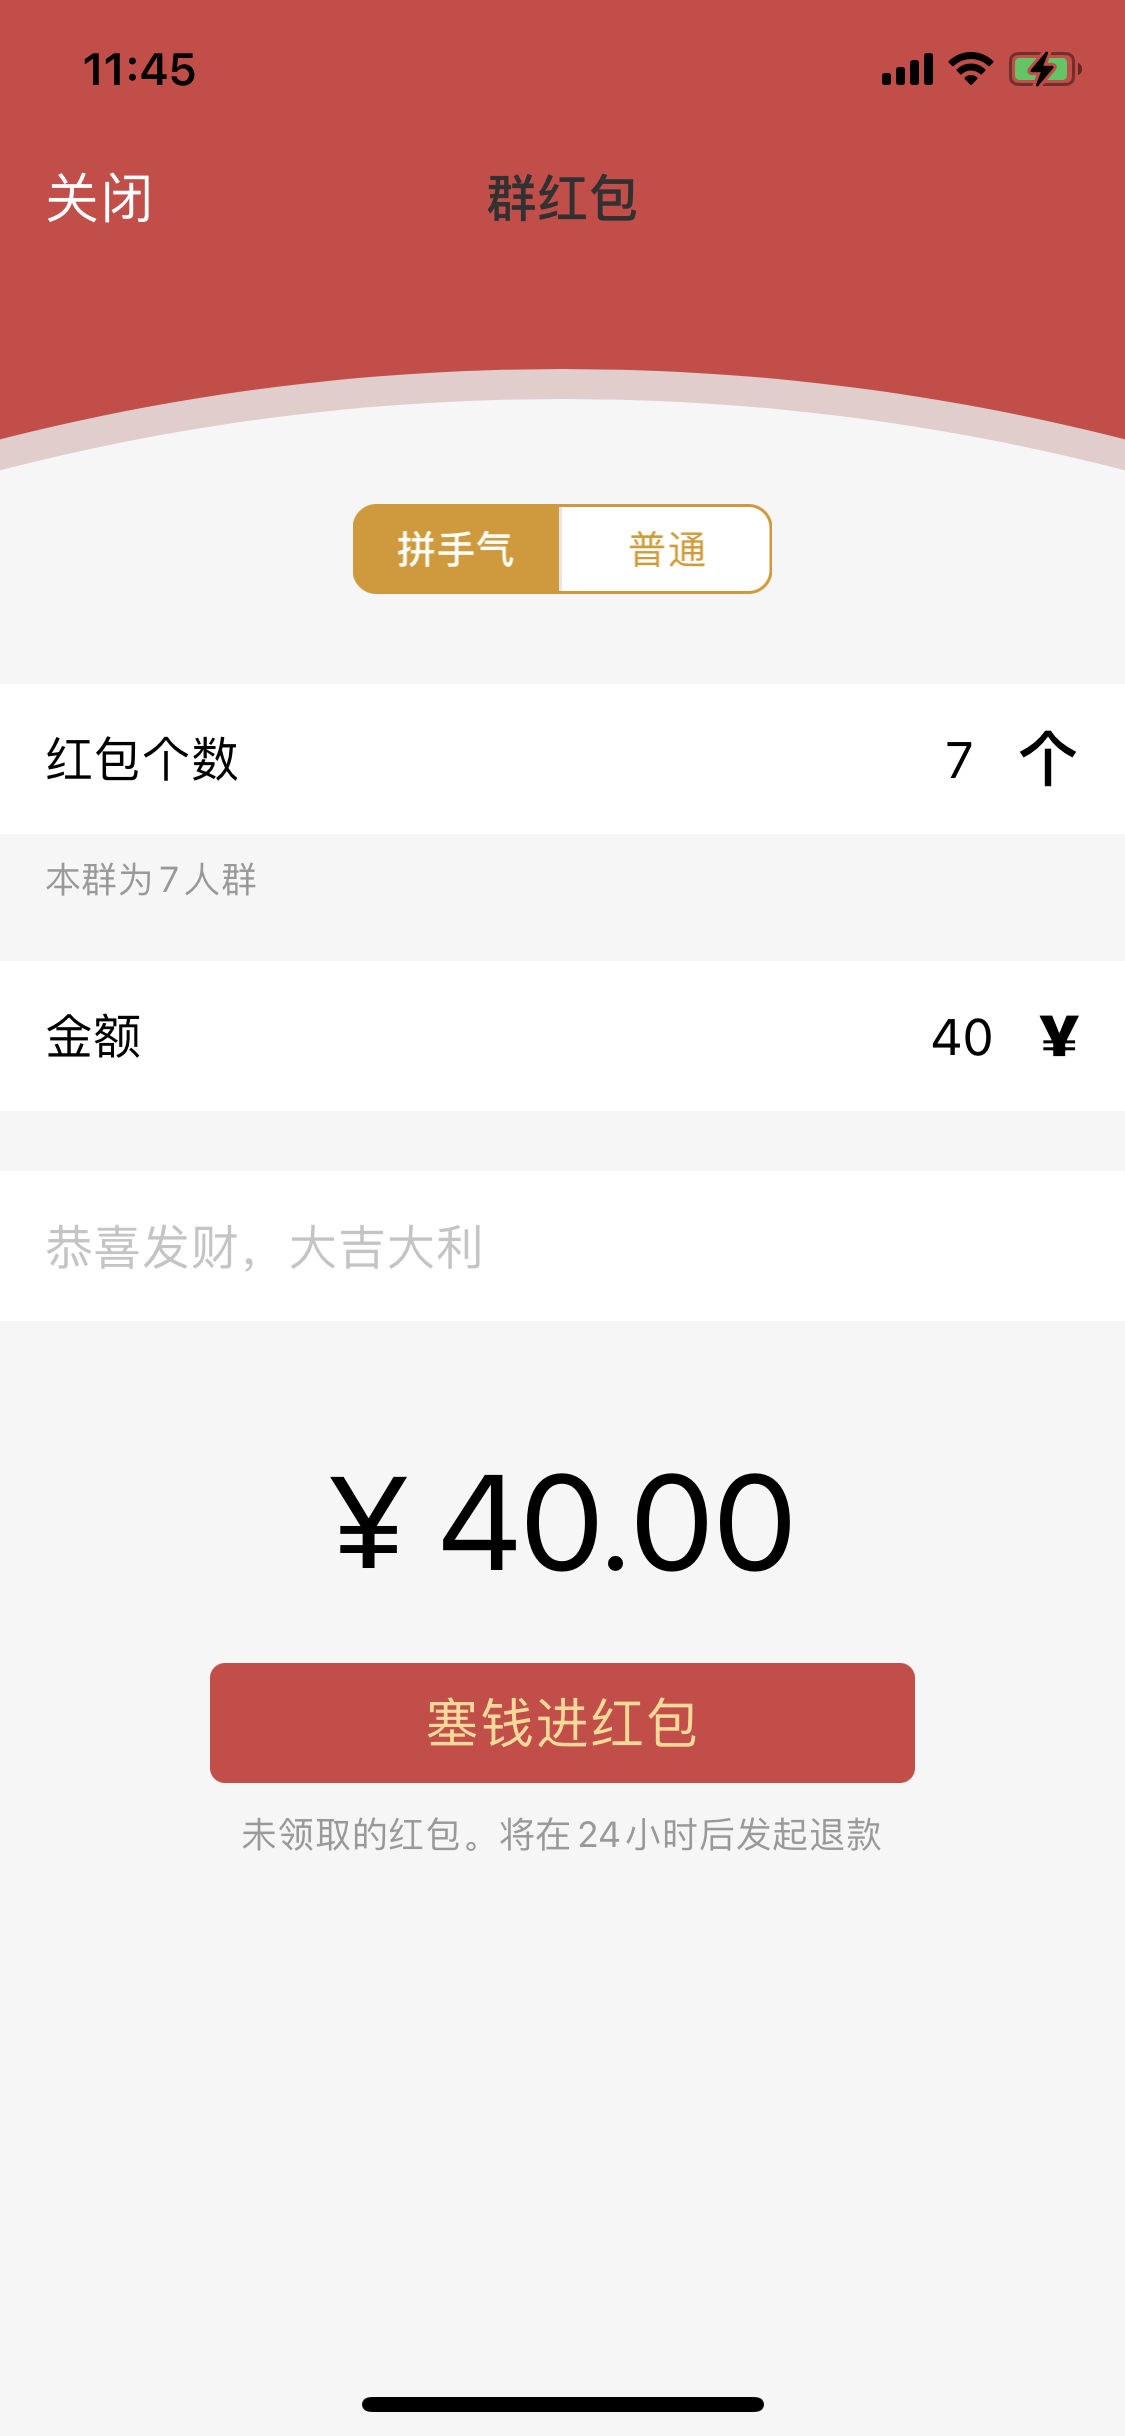 11:45
关闭
群红包
拼手气
普通
红包个数
7 个
本群为 7 人群
金额
40 ¥
恭喜发财，大吉大利
¥ 40.00
塞钱进红包
未领取的红包。将在 24 小时后发起退款